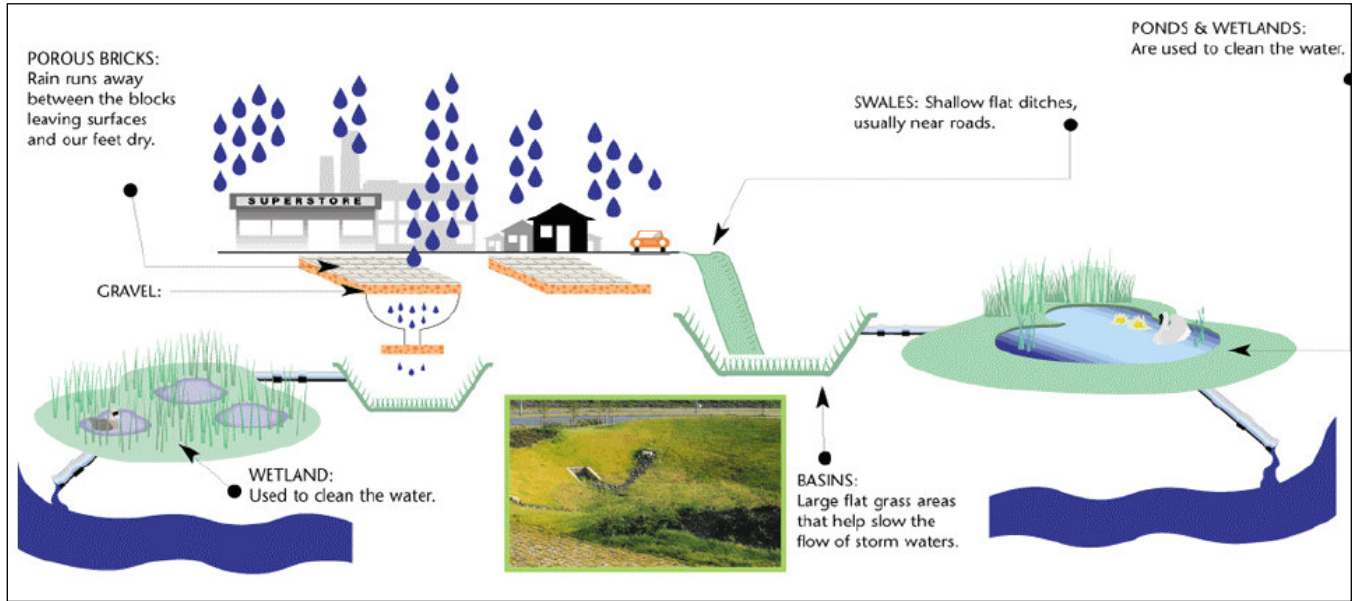 POROUS BRICKS:
Rain runs away
between the blocks
leaving surfaces
and our feet dry.
SUPERSTORE
GRAVEL:
WETLAND:
Used to clean the water.
SWALES: Shallow flat ditches,
usually near roads.
BASINS:
Large flat grass areas
that help slow the
flow of storm waters.
PONDS & WETLANDS:
Are used to clean the water.